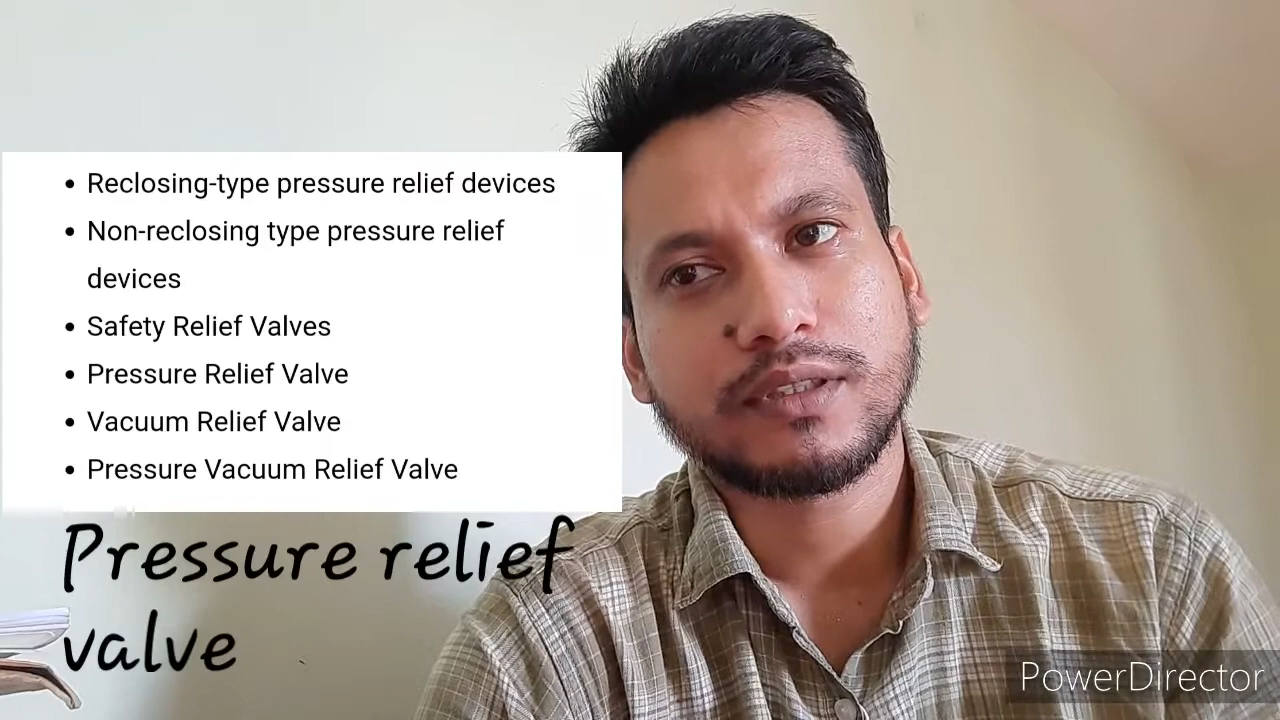 Reclosing-type pressure relief devices
Non-reclosing type pressure relief
devices
Safety Relief Valves
Pressure Relief Valve
Vacuum Relief Valve
Pressure Vacuum Relief Valve
Pressure relief
valve
PowerDirector